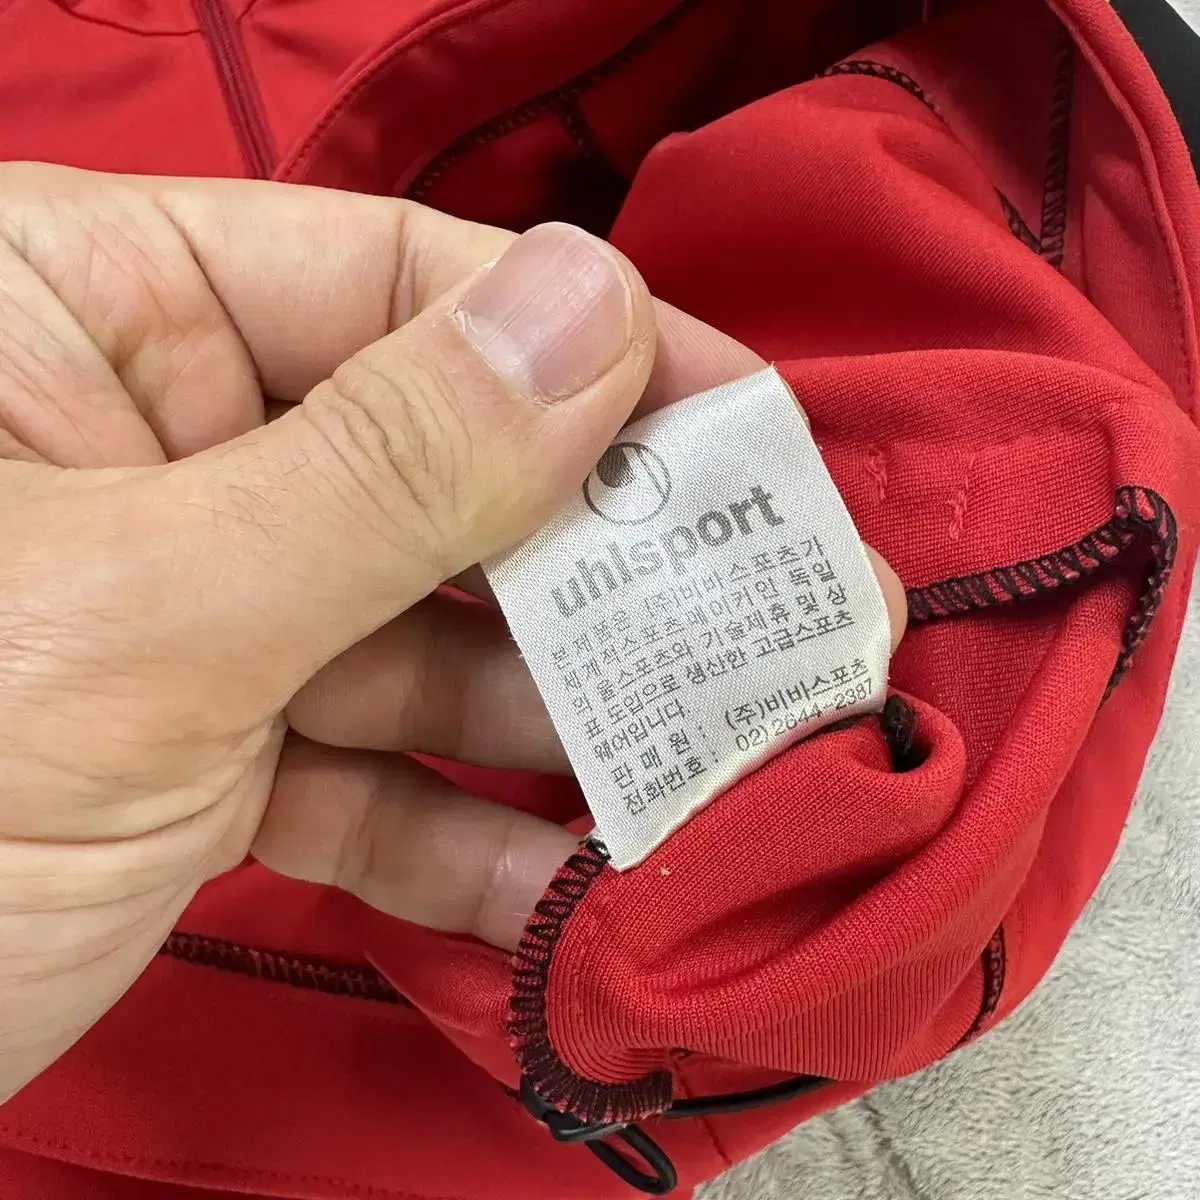 uhlsport
본 제품은 (주)비바스포츠가
세계적스포츠메이커인 독일
의 울스포츠와 기술제휴 및 상
표 도입으로 생산한 고급스포츠
웨어입니다.
판 매 원 : (주)비바스포츠
전화번호 : 02)2644-2387